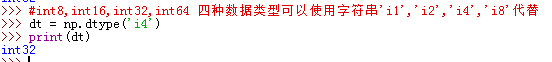 >>> #int8,int16,int32,int64 四种数据类型可以使用字符串'i1','i2','i4','i8'代替
>>> dt = np.dtype('i4')
>>> print(dt)
int32
>>>